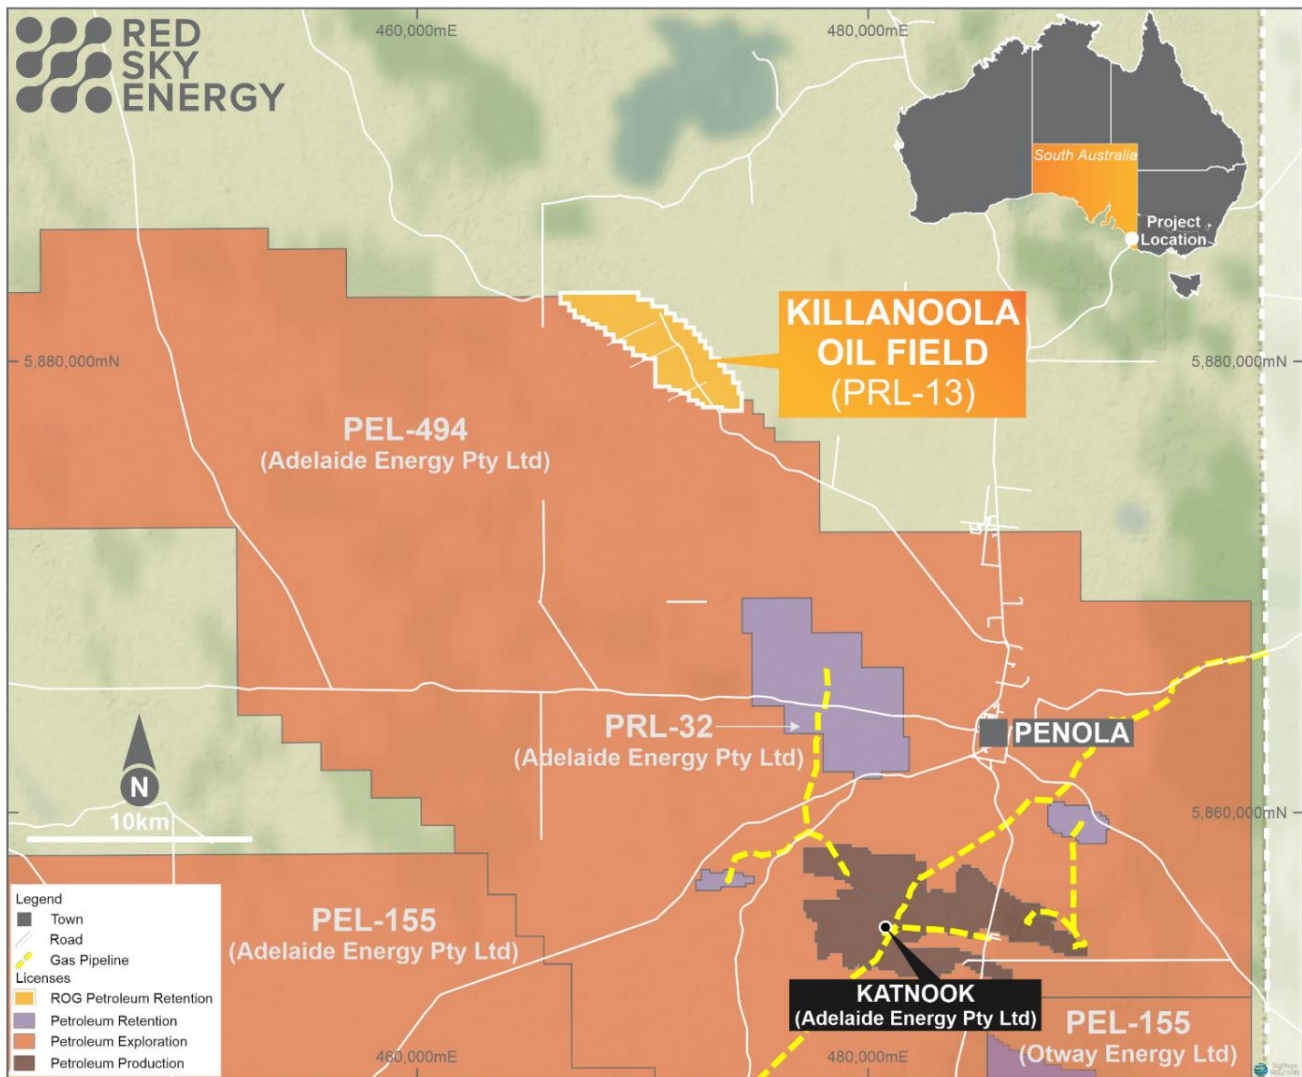 RED
SKY
ENERGY
460,000mE
480,000mE
South Australia
Project
Location
KILLANOOLA
OIL FIELD
(PRL-13)
5,880,000mN
5,880,000mN
PEL-494
(Adelaide Energy Pty Ltd)
PRL-32
(Adelaide Energy Pty Ltd)
PENOLA
N
10km
5,860,000mN
Legend
Town
Road
Gas Pipeline
Licenses
ROG Petroleum Retention
Petroleum Retention
Petroleum Exploration
Petroleum Production
PEL-155
(Adelaide Energy Pty Ltd)
KATNOOK
(Adelaide Energy Pty Ltd)
PEL-155
(Otway Energy Ltd)
460,000mE
480,000mE